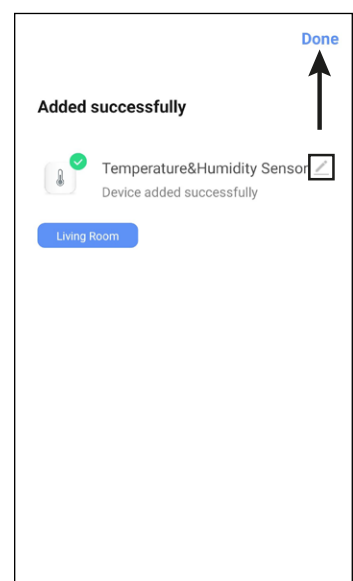 Done
Added successfully
Temperature&Humidity Sensor
Device added successfully
Living Room